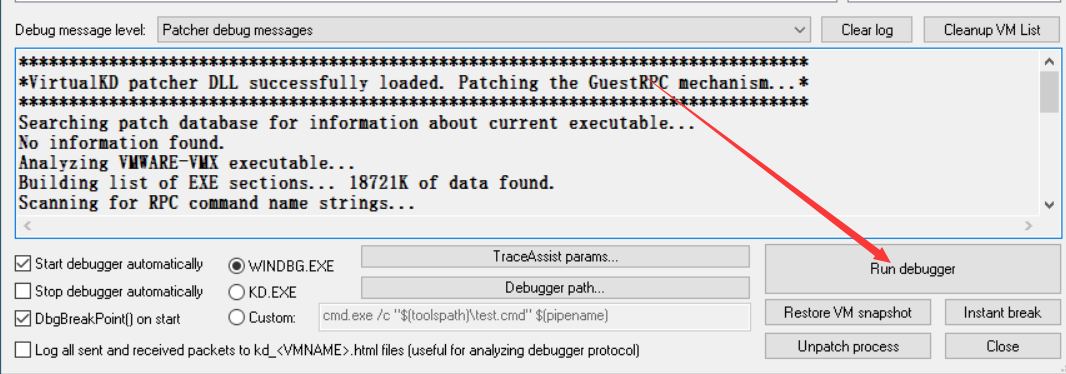 Debug message level: Patcher debug messages Clear log Cleanup VM List
*******************************************************************************
*VirtualKD patcher DLL successfully loaded. Patching the GuestRPC mechanism...*
*******************************************************************************
Searching patch database for information about current executable...
No information found.
Analyzing VMWARE-VMX executable...
Building list of EXE sections... 18721K of data found.
Scanning for RPC command name strings...
Start debugger automatically WINDBG.EXE TraceAssist params... Run debugger
Stop debugger automatically KD.EXE Debugger path...
DbgBreakPoint() on start Custom: cmd.exe /c "$(toolspath)\test.cmd" $(pipename) Restore VM snapshot Instant break
Log all sent and received packets to kd_<VMNAME>.html files (useful for analyzing debugger protocol) Unpatch process Close